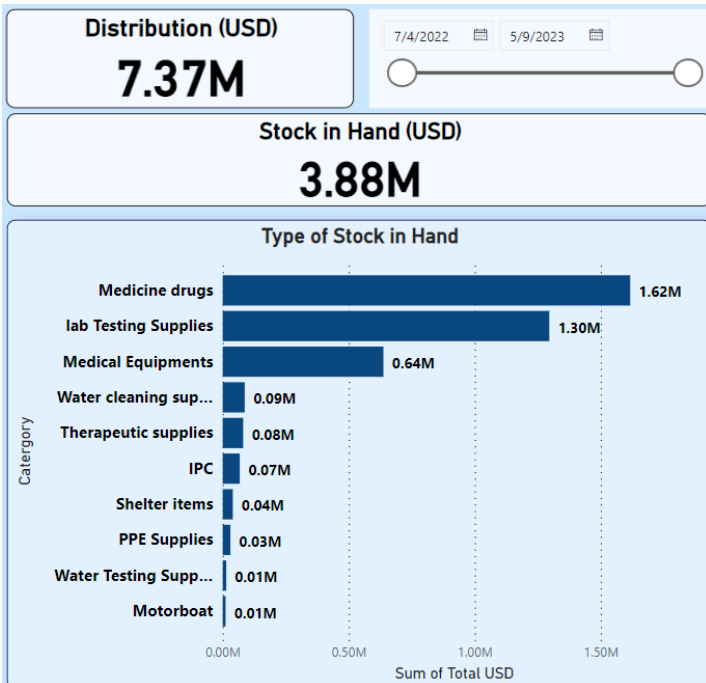 Distribution (USD)
7.37M
7/4/2022 5/9/2023
Stock in Hand (USD)
3.88M
Type of Stock in Hand
Catergory
Medicine drugs 1.62M
lab Testing Supplies 1.30M
Medical Equipments 0.64M
Water cleaning sup... 0.09M
Therapeutic supplies 0.08M
IPC 0.07M
Shelter items 0.04M
PPE Supplies 0.03M
Water Testing Supp... 0.01M
Motorboat 0.01M
0.00M 0.50M 1.00M 1.50M
Sum of Total USD